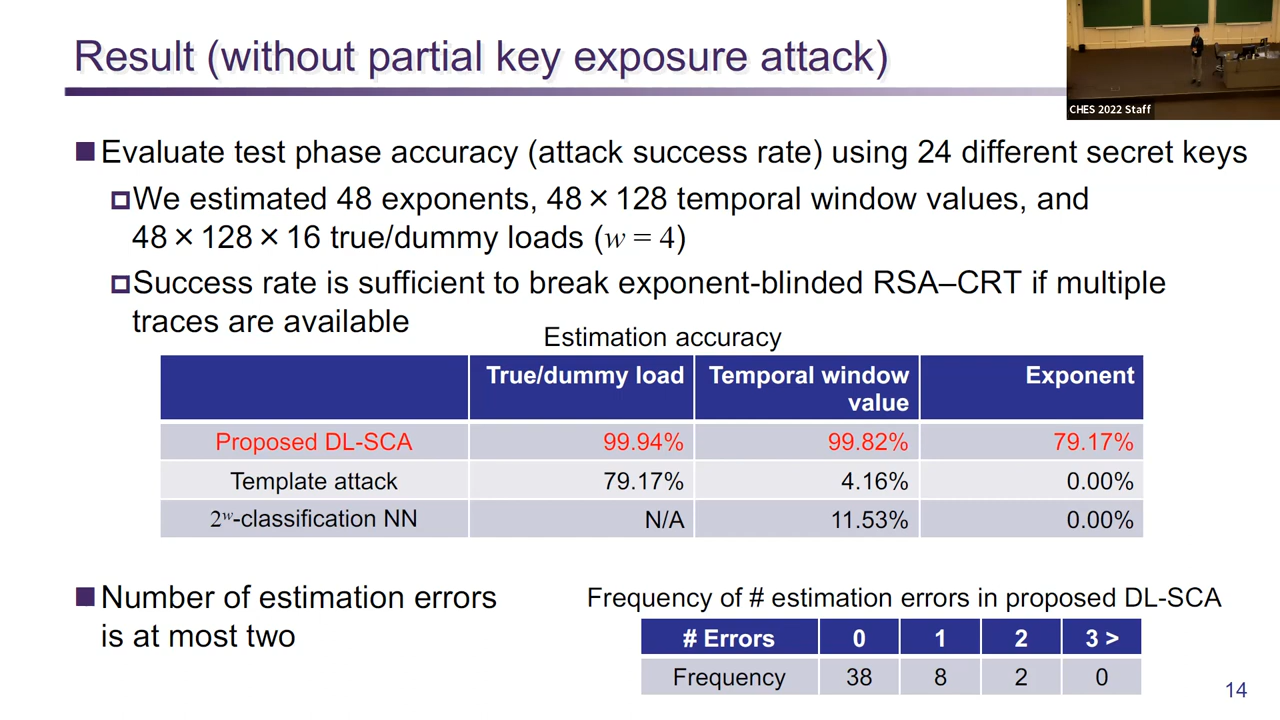 Result (without partial key exposure attack)
CHES 2022 Staff
Evaluate test phase accuracy (attack success rate) using 24 different secret keys
We estimated 48 exponents, 48×128 temporal window values, and
48×128×16 true/dummy loads (w = 4)
Success rate is sufficient to break exponent-blinded RSA–CRT if multiple
traces are available
Estimation accuracy
True/dummy load Temporal window value Exponent
Proposed DL-SCA 99.94% 99.82% 79.17%
Template attack 79.17% 4.16% 0.00%
2^w-classification NN N/A 11.53% 0.00%
Number of estimation errors
is at most two
Frequency of # estimation errors in proposed DL-SCA
# Errors 0 1 2 3 >
Frequency 38 8 2 0
14